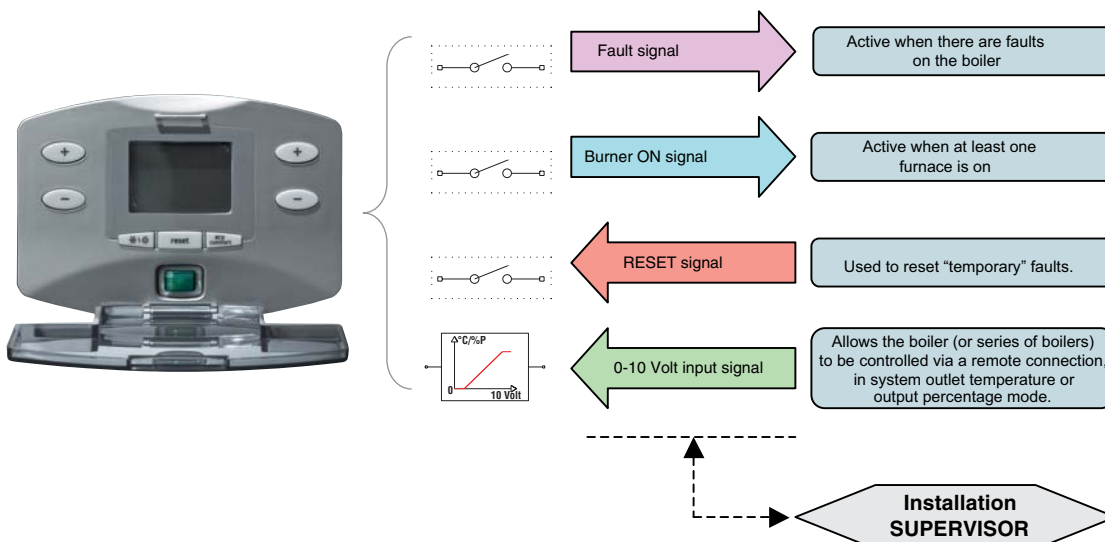 Fault signal
Active when there are faults
on the boiler
Burner ON signal
Active when at least one
furnace is on
reset
eco
comfort
RESET signal
Used to reset “temporary” faults.
°C/%P
0
10 Volt
0-10 Volt input signal
Allows the boiler (or series of boilers)
to be controlled via a remote connection,
in system outlet temperature or
output percentage mode.
Installation
SUPERVISOR